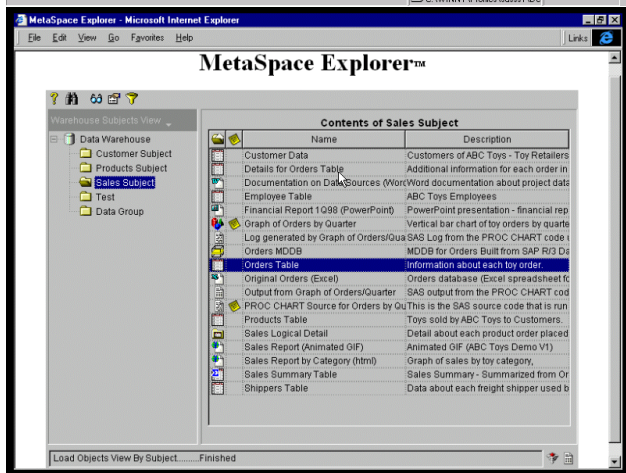 MetaSpace Explorer - Microsoft Internet Explorer
File Edit View Go Favorites Help Links
MetaSpace Explorer™
Warehouse Subjects View
Data Warehouse
Customer Subject
Products Subject
Sales Subject
Test
Data Group
Contents of Sales Subject
Name Description
Customer Data Customers of ABC Toys - Toy Retailers
Details for Orders Table Additional information for each order in
Documentation on Data Sources (Word Word documentation about project data
Employee Table ABC Toys Employees
Financial Report 1Q98 (PowerPoint) PowerPoint presentation - financial rep
Graph of Orders by Quarter Vertical bar chart of toy orders by quarte
Log generated by Graph of Orders/Qua SAS Log from the PROC CHART code
Orders MDDB MDDB for Orders Built from SAP R/3 Da
Orders Table Information about each toy order.
Original Orders (Excel) Orders database (Excel spreadsheet fo
Output from Graph of Orders/Quarter SAS output from the PROC CHART cod
PROC CHART Source for Orders by Qu This is the SAS source code that is run
Products Table Toys sold by ABC Toys to Customers.
Sales Logical Detail Detail about each product order placed
Sales Report (Animated GIF) Animated GIF (ABC Toys Demo V1)
Sales Report by Category (html) Graph of sales by toy category,
Sales Summary Table Sales Summary - Summarized from Or
Shippers Table Data about each freight shipper used b
Load Objects View By Subject.........Finished